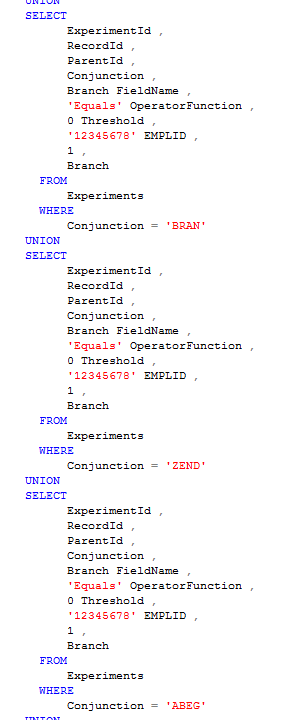 UNION
SELECT
ExperimentId ,
RecordId ,
ParentId ,
Conjunction ,
Branch FieldName ,
'Equals' OperatorFunction ,
0 Threshold ,
'12345678' EMPLID ,
1 ,
Branch
FROM
Experiments
WHERE
Conjunction = 'BRAN'
UNION
SELECT
ExperimentId ,
RecordId ,
ParentId ,
Conjunction ,
Branch FieldName ,
'Equals' OperatorFunction ,
0 Threshold ,
'12345678' EMPLID ,
1 ,
Branch
FROM
Experiments
WHERE
Conjunction = 'ZEND'
UNION
SELECT
ExperimentId ,
RecordId ,
ParentId ,
Conjunction ,
Branch FieldName ,
'Equals' OperatorFunction ,
0 Threshold ,
'12345678' EMPLID ,
1 ,
Branch
FROM
Experiments
WHERE
Conjunction = 'ABEG'
UNION